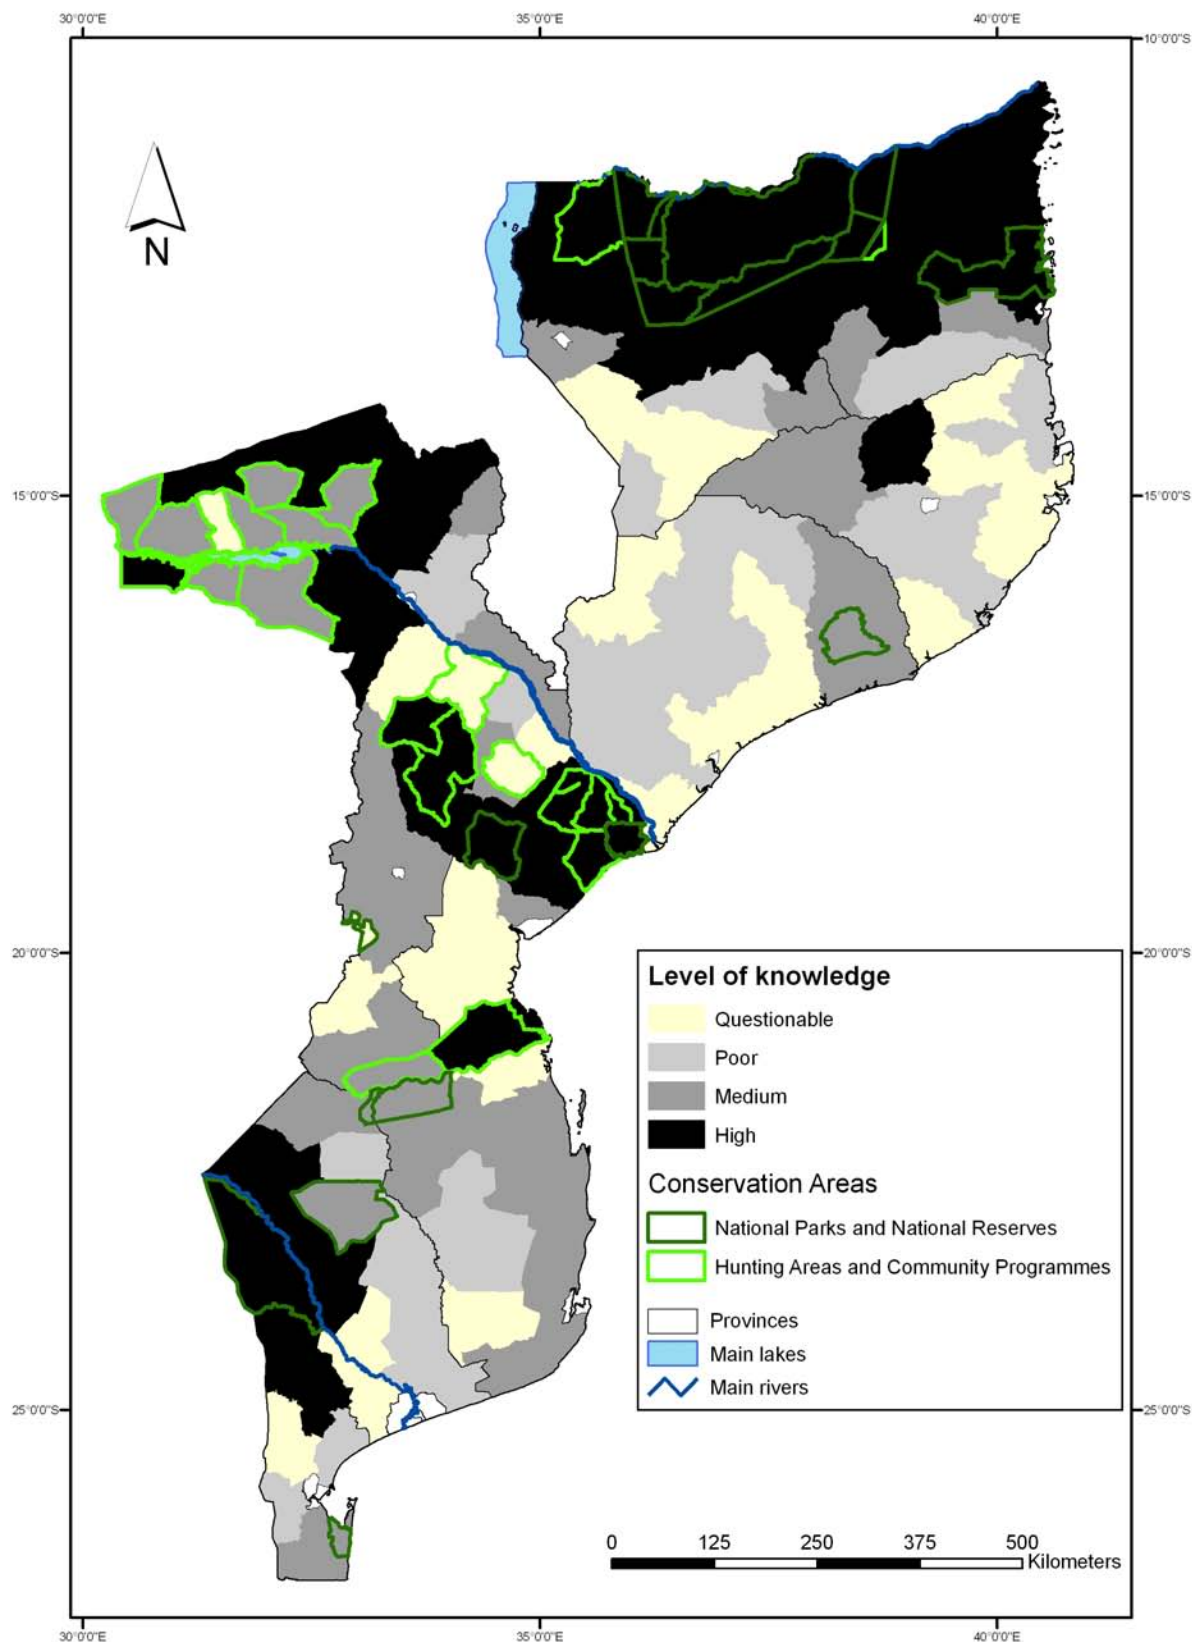 30°0'0"E 35°0'0"E 40°0'0"E
10°0'0"S
N
15°0'0"S 15°0'0"S
20°0'0"S 20°0'0"S
Level of knowledge
Questionable
Poor
Medium
High
Conservation Areas
National Parks and National Reserves
Hunting Areas and Community Programmes
Provinces
Main lakes
Main rivers
25°0'0"S 25°0'0"S
0 125 250 375 500
Kilometers
30°0'0"E 35°0'0"E 40°0'0"E